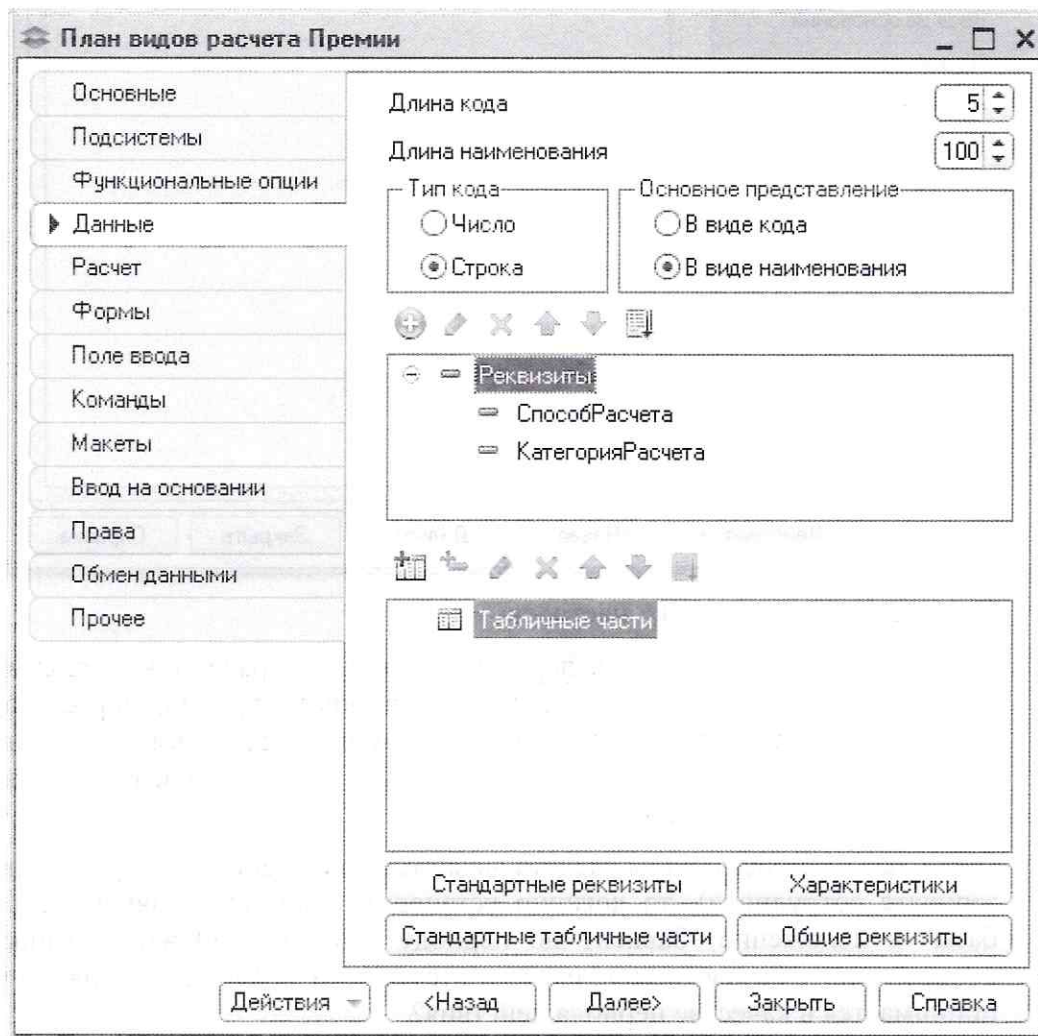 План видов расчета Премии
Основные
Подсистемы
Функциональные опции
Данные
Расчет
Формы
Поле ввода
Команды
Макеты
Ввод на основании
Права
Обмен данными
Прочее
Длина кода 5
Длина наименования 100
Тип кода
Число
Строка
Основное представление
В виде кода
В виде наименования
Реквизиты
СпособРасчета
КатегорияРасчета
Табличные части
Стандартные реквизиты Характеристики
Стандартные табличные части Общие реквизиты
Действия <Назад Далее> Закрыть Справка